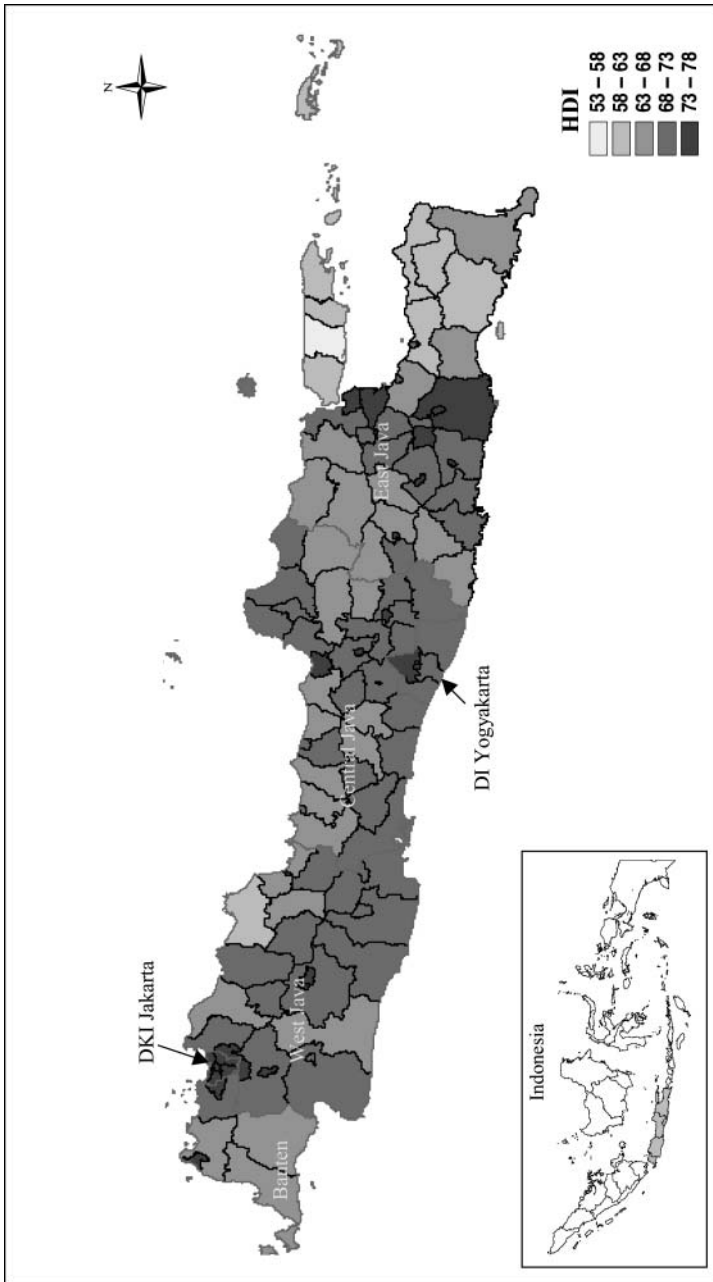 N
HDI
53 – 58
58 – 63
63 – 68
68 – 73
73 – 78
DKI Jakarta
Banten
West Java
Central Java
East Java
DI Yogyakarta
Indonesia